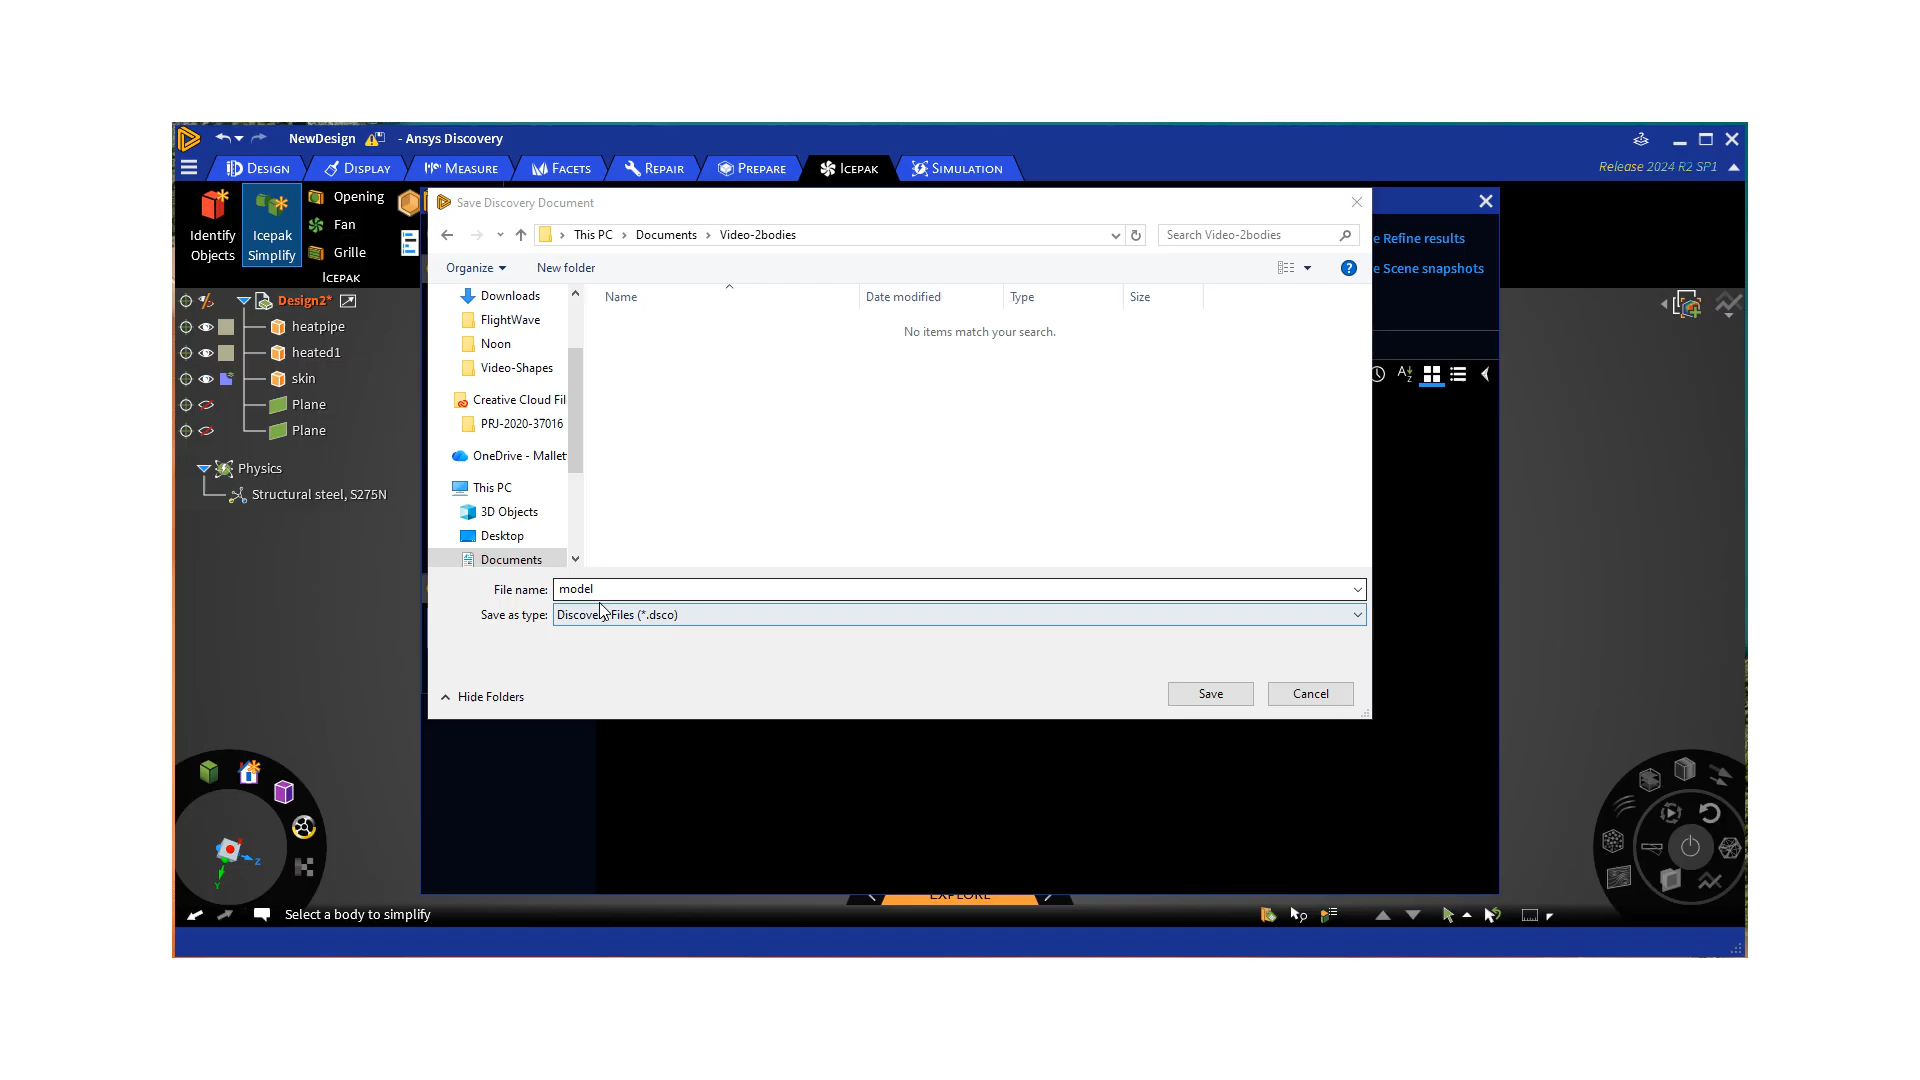 NewDesign - Ansys Discovery
DESIGN DISPLAY MEASURE FACETS REPAIR PREPARE ICEPAK SIMULATION Release 2024 R2 SP1
Identify Objects
Icepak Simplify
Opening
Fan
Grille
ICEPAK
Save Discovery Document
This PC > Documents > Video-2bodies
Search Video-2bodies
Organize New folder
Refine results
Scene snapshots
Name Date modified Type Size
No items match your search.
Downloads
FlightWave
Noon
Video-Shapes
Creative Cloud Fil
PRJ-2020-37016
OneDrive - Mallet
This PC
3D Objects
Desktop
Documents
File name: model
Save as type: Files (*.dsco)
Hide Folders
Save Cancel
Design2*
heatpipe
heated1
skin
Plane
Plane
Physics
Structural steel, S275N
Z
Y
EXPLORE
Select a body to simplify